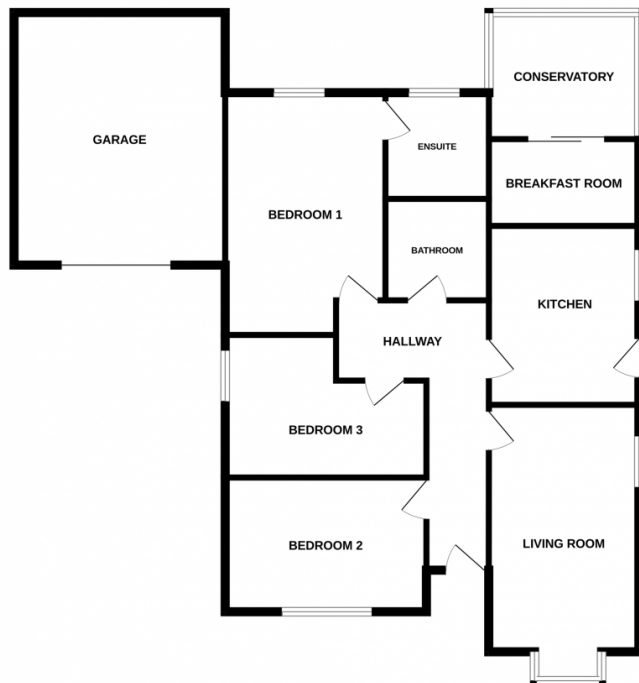 CONSERVATORY
GARAGE
ENSUITE
BREAKFAST ROOM
BEDROOM 1
BATHROOM
KITCHEN
HALLWAY
BEDROOM 3
LIVING ROOM
BEDROOM 2